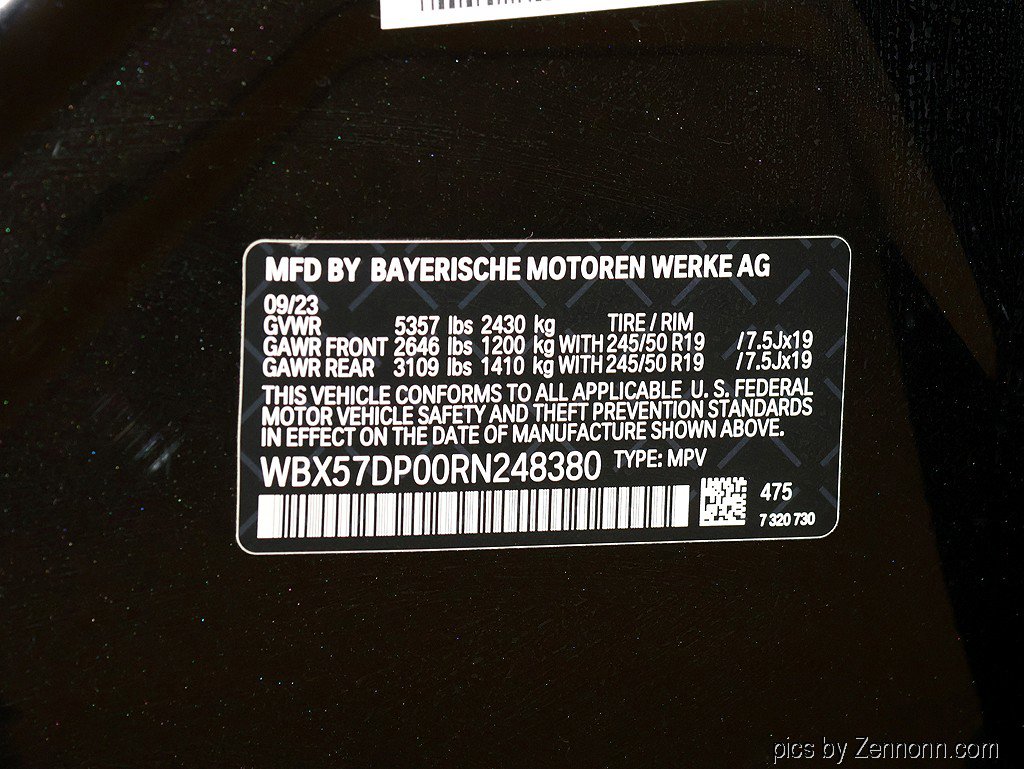 MFD BY BAYERISCHE MOTOREN WERKE AG
09/23
GVWR 5357 lbs 2430 kg TIRE / RIM
GAWR FRONT 2646 lbs 1200 kg WITH 245/50 R19 /7.5Jx19
GAWR REAR 3109 lbs 1410 kg WITH 245/50 R19 /7.5Jx19
THIS VEHICLE CONFORMS TO ALL APPLICABLE U. S. FEDERAL
MOTOR VEHICLE SAFETY AND THEFT PREVENTION STANDARDS
IN EFFECT ON THE DATE OF MANUFACTURE SHOWN ABOVE.
WBX57DP00RN248380 TYPE: MPV
475
7 320 730
pics by Zennonn.com